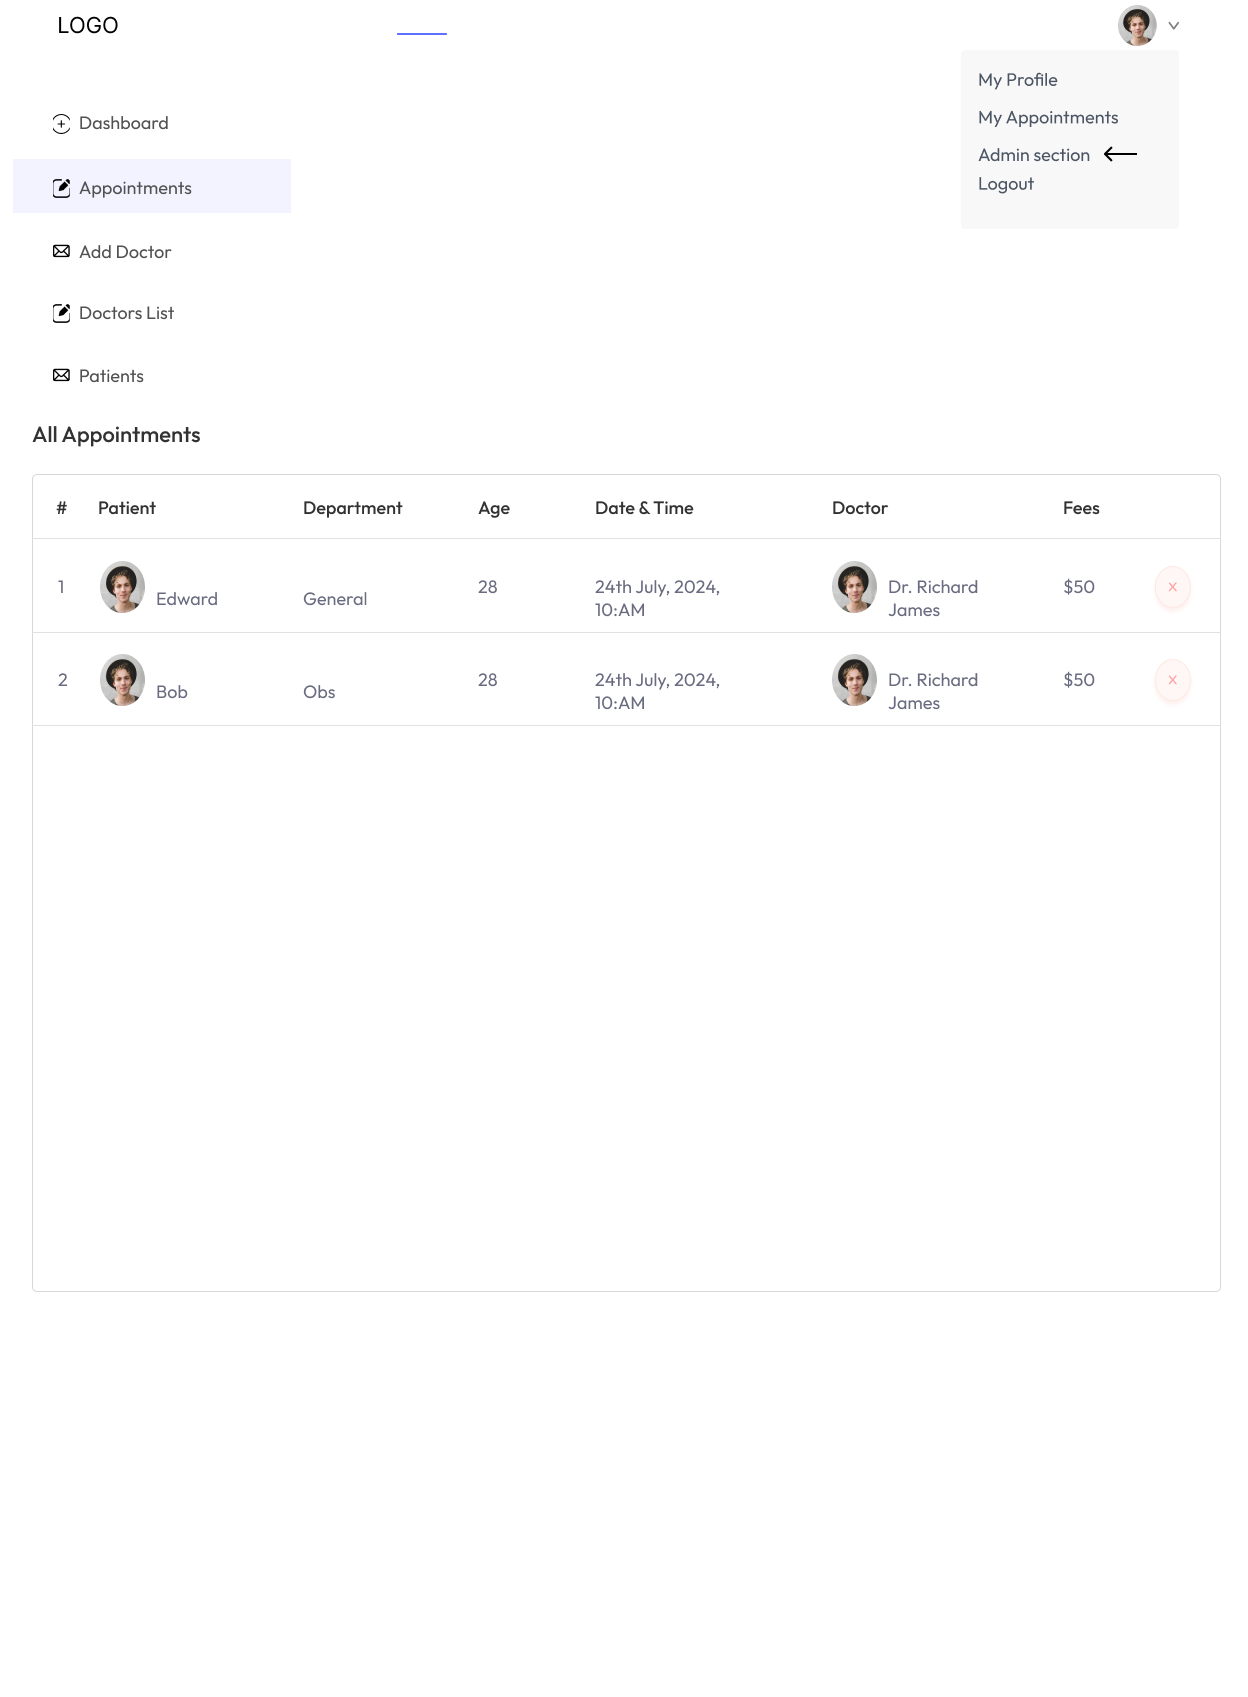 LOGO
My Profile
My Appointments
Admin section
Logout
Dashboard
Appointments
Add Doctor
Doctors List
Patients
All Appointments
# Patient Department Age Date & Time Doctor Fees
1 Edward General 28 24th July, 2024, 10:AM Dr. Richard James $50 X
2 Bob Obs 28 24th July, 2024, 10:AM Dr. Richard James $50 X